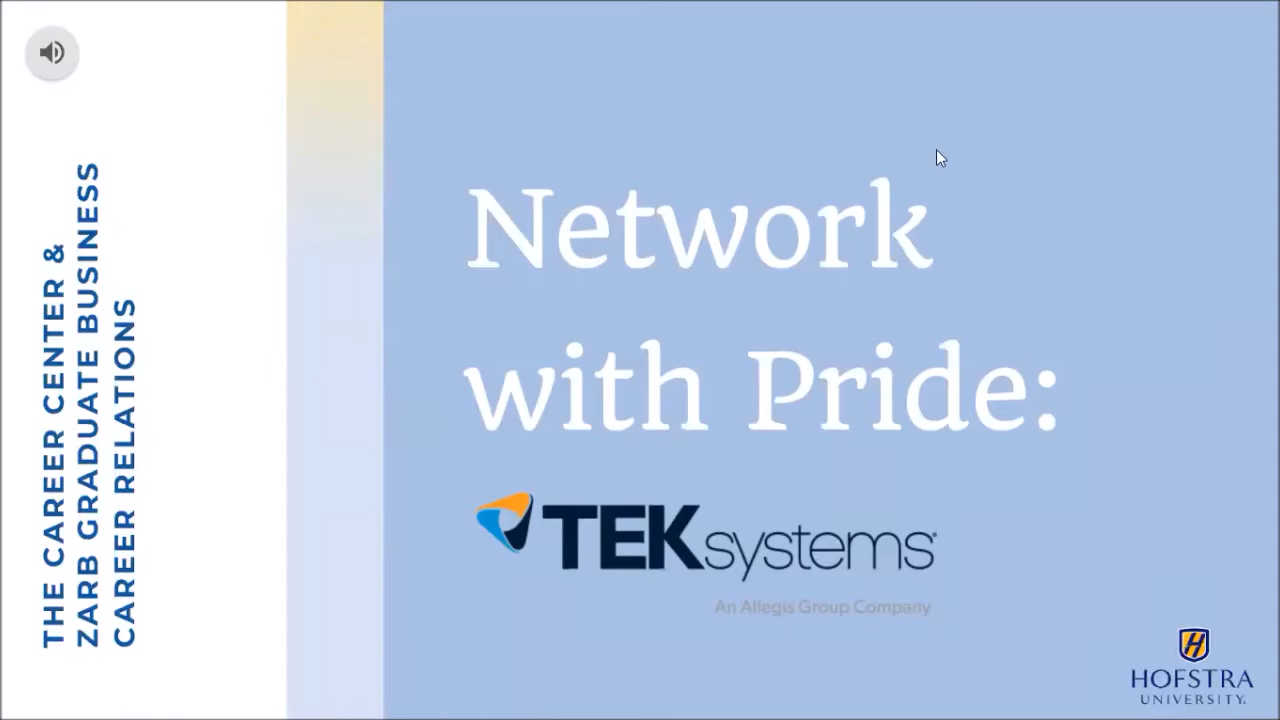 THE CAREER CENTER &
ZARB GRADUATE BUSINESS
CAREER RELATIONS
Network
with Pride:
TEKsystems®
An Allegis Group Company
H
HOFSTRA
UNIVERSITY®